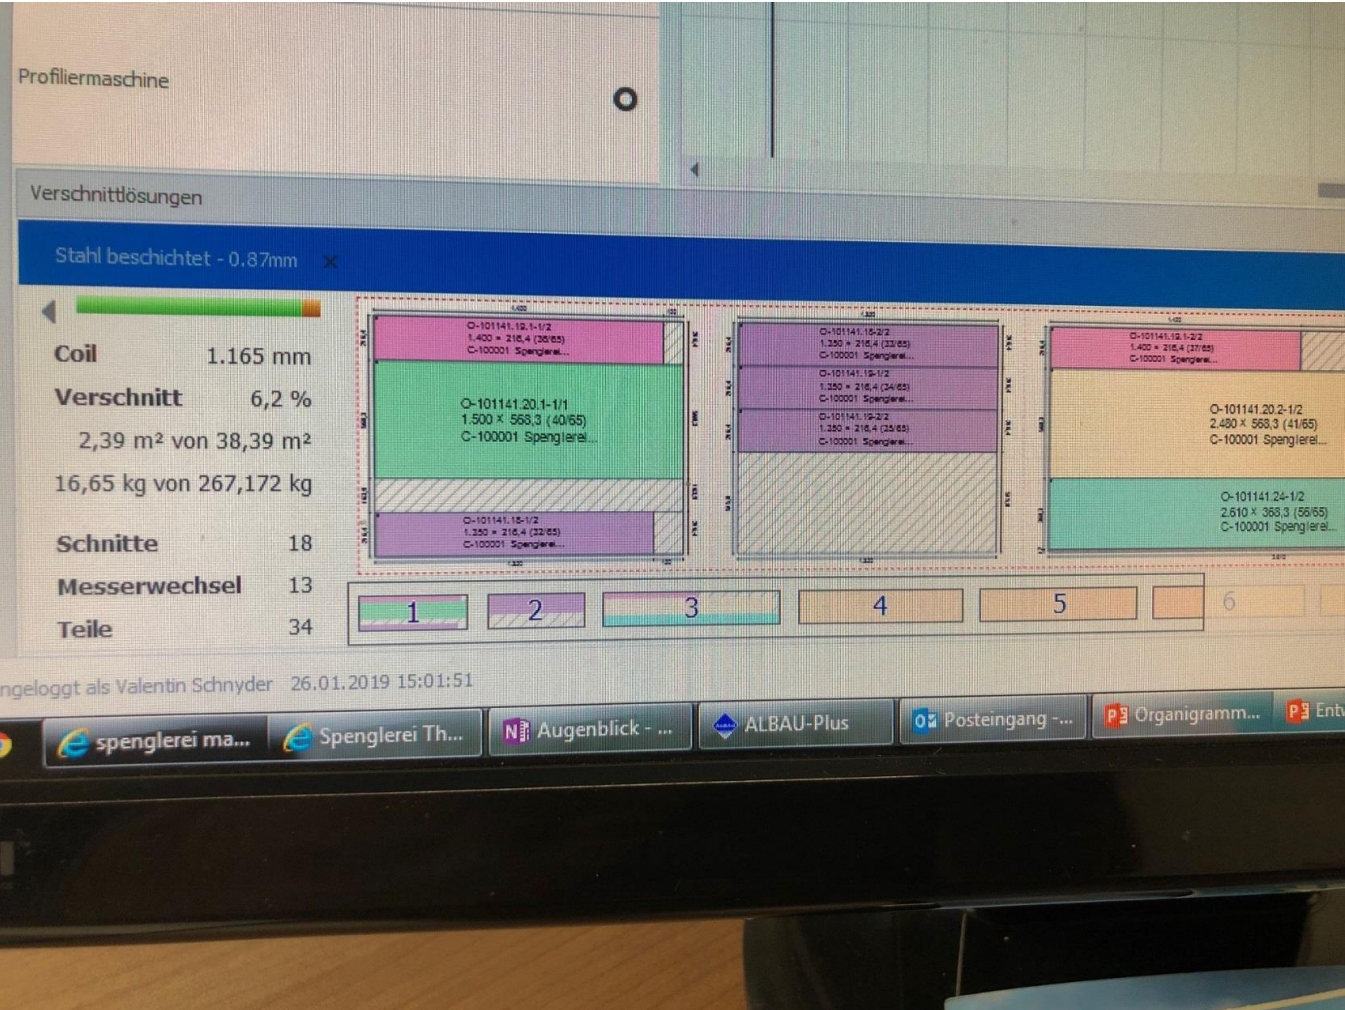 Profiliermaschine
Verschnittlösungen
Stahl beschichtet - 0.87mm ×
Coil 1.165 mm
Verschnitt 6,2 %
2,39 m² von 38,39 m²
16,65 kg von 267,172 kg
Schnitte 18
Messerwechsel 13
Teile 34
O-101141.19.1-1/2
1.400 × 216,4 (36/65)
C-100001 Spenglerei...
O-101141.20.1-1/1
1.500 × 568,3 (40/65)
C-100001 Spenglerei...
O-101141.18-1/2
1.350 × 216,4 (32/65)
C-100001 Spenglerei...
O-101141.18-2/2
1.350 × 216,4 (33/65)
C-100001 Spenglerei...
O-101141.19-1/2
1.350 × 216,4 (34/65)
C-100001 Spenglerei...
O-101141.19-2/2
1.350 × 216,4 (35/65)
C-100001 Spenglerei...
O-101141.19.1-2/2
1.400 × 216,4 (37/65)
C-100001 Spenglerei...
O-101141.20.2-1/2
2.480 × 568,3 (41/65)
C-100001 Spenglerei...
O-101141.24-1/2
2.610 × 368,3 (56/65)
C-100001 Spenglerei...
1 2 3 4 5 6
ngeloggt als Valentin Schnyder 26.01.2019 15:01:51
spenglerei ma... Spenglerei Th... Augenblick - ... ALBAU-Plus Posteingang -... Organigramm... Entw